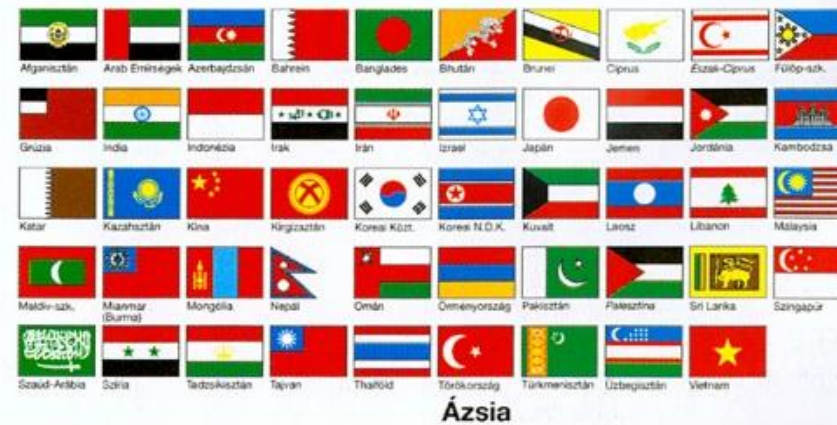 Afganisztán Arab Emírségek Azerbajdzsán Bahrein Banglades Bhután Brunei Ciprus Észak-Ciprus Fülöp-szk.
Grúzia India Indonézia Irak Irán Izrael Japán Jemen Jordánia Kambodzsa
Katar Kazahsztán Kína Kirgizsztán Koreai Közt. Koreai N.D.K. Kuvait Laosz Libanon Malaysia
Maldív-szk. Mianmar Mongólia Nepál Omán Örményország Pakisztán Palesztina Sri Lanka Szingapúr
(Burma)
Szaúd-Arábia Szíria Tadzsikisztán Tajvan Thaiföld Törökország Türkmenisztán Üzbegisztán Vietnam
Ázsia